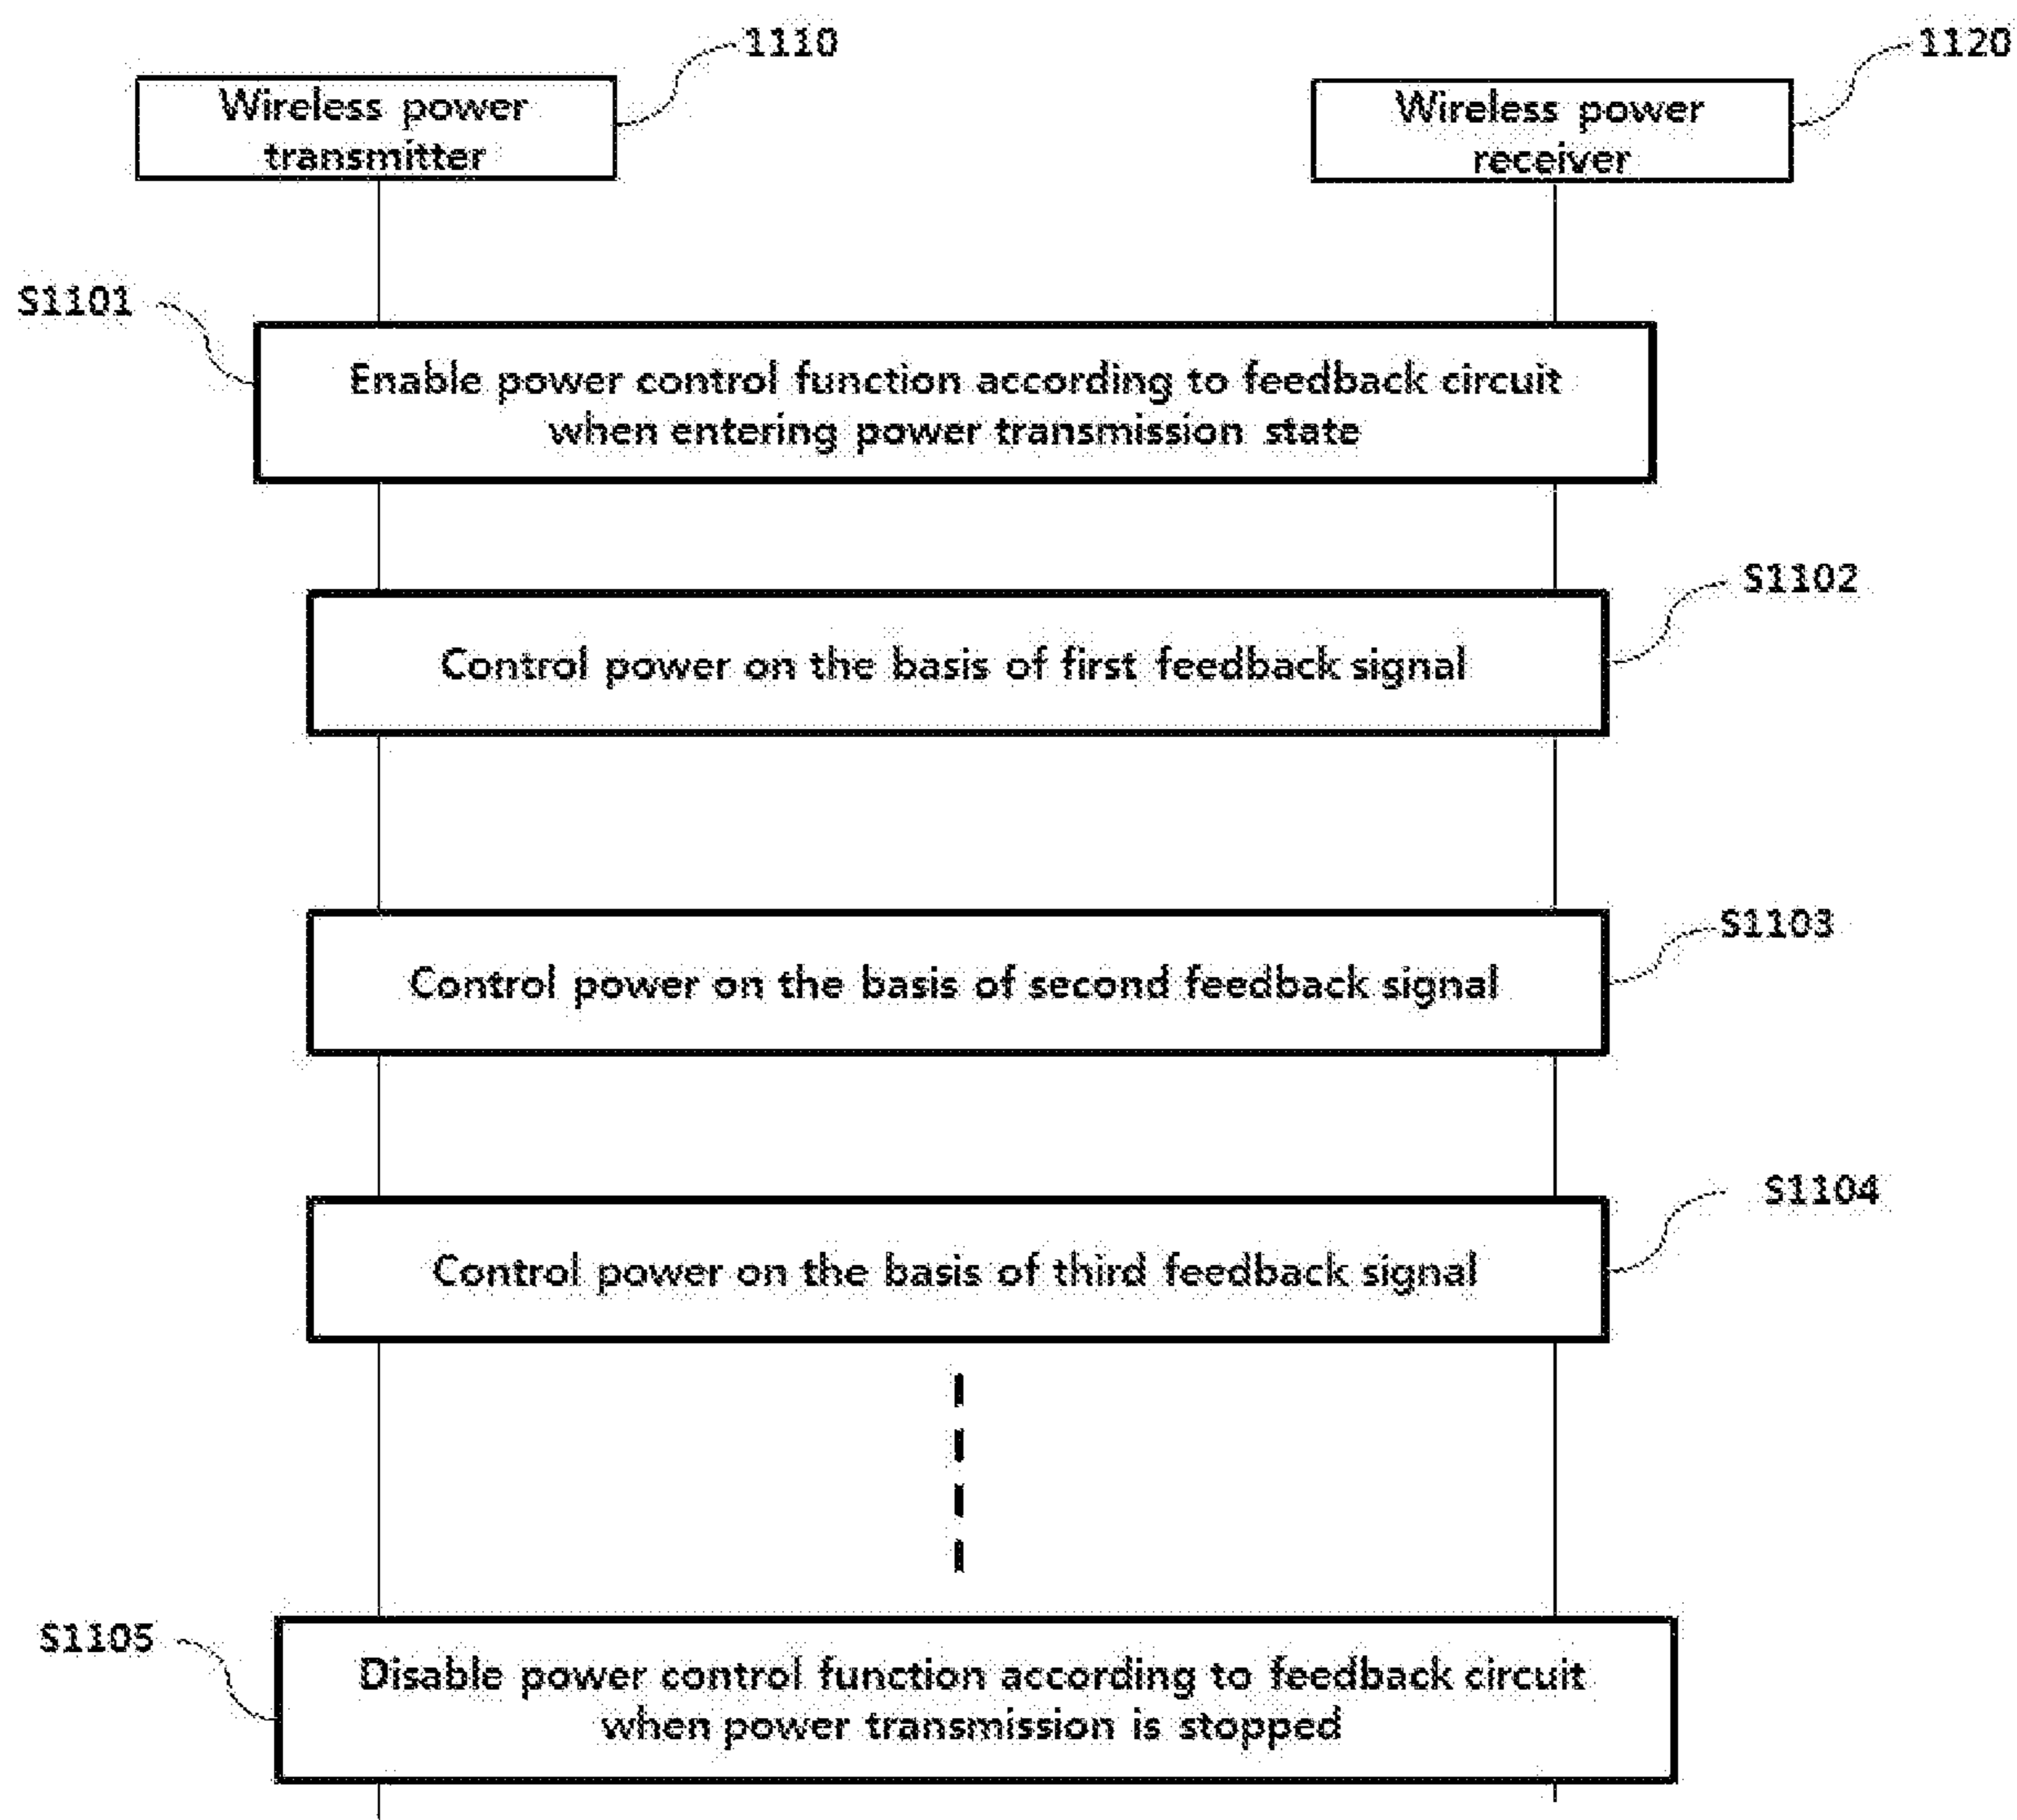 1110
1120
Wireless power
transmitter
Wireless power
receiver
S1101
Enable power control function according to feedback circuit
when entering power transmission state
S1102
Control power on the basis of first feedback signal
S1103
Control power on the basis of second feedback signal
S1104
Control power on the basis of third feedback signal
S1105
Disable power control function according to feedback circuit
when power transmission is stopped